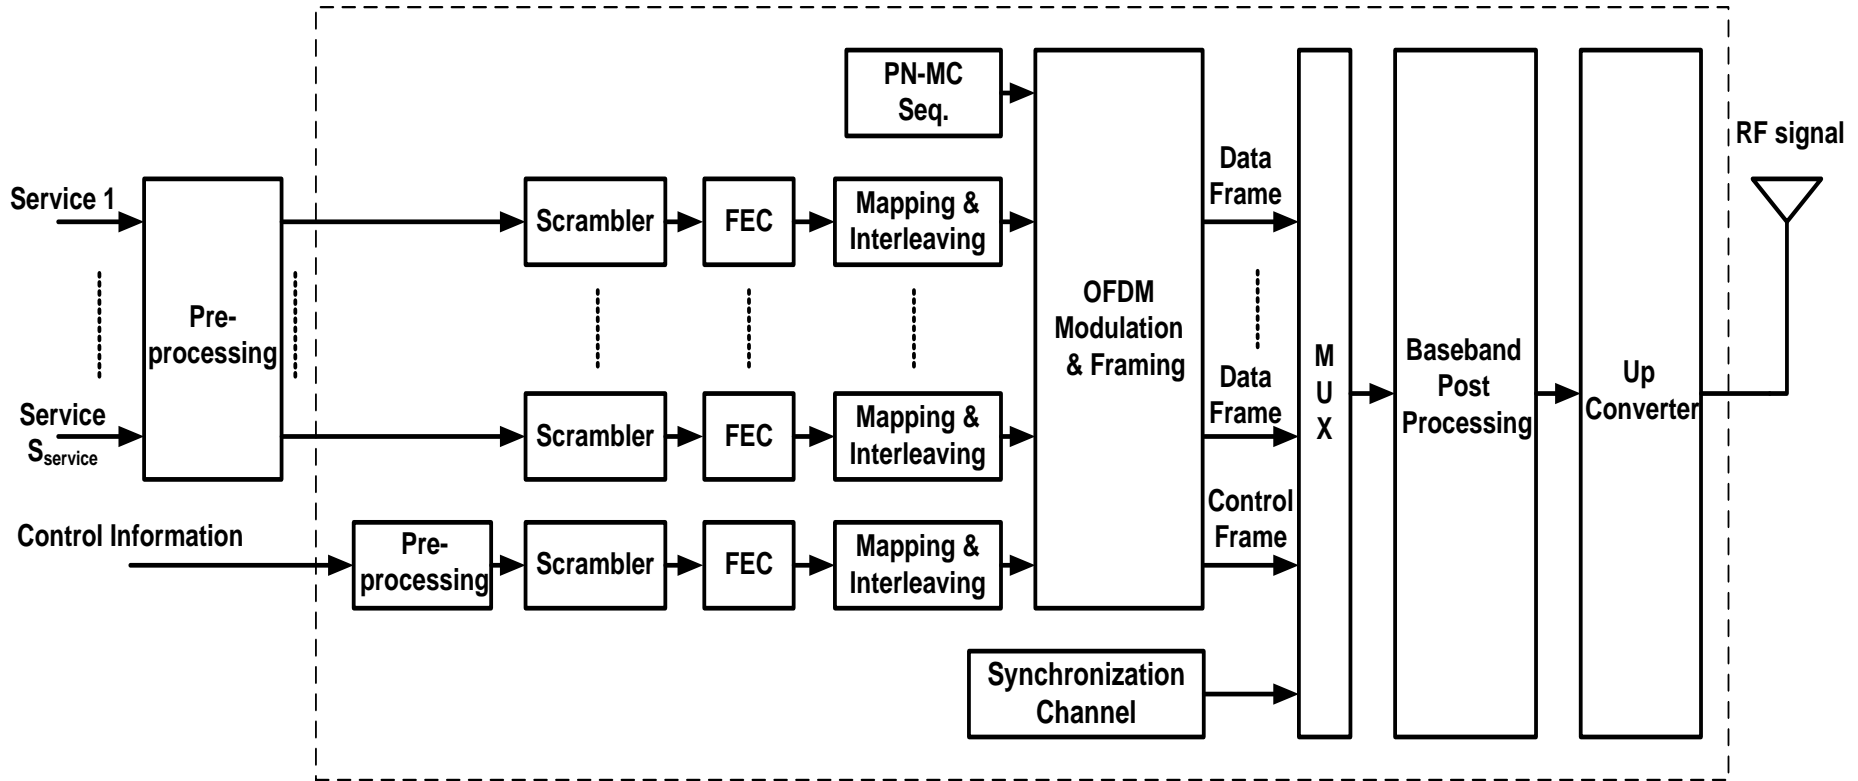 PN-MC
Seq.
RF signal
Data
Frame
Service 1
Scrambler
FEC
Mapping &
Interleaving
Pre-
processing
OFDM
Modulation
& Framing
M
U
X
Baseband
Post
Processing
Up
Converter
Data
Frame
Service
Sservice
Scrambler
FEC
Mapping &
Interleaving
Control
Frame
Control Information
Pre-
processing
Scrambler
FEC
Mapping &
Interleaving
Synchronization
Channel